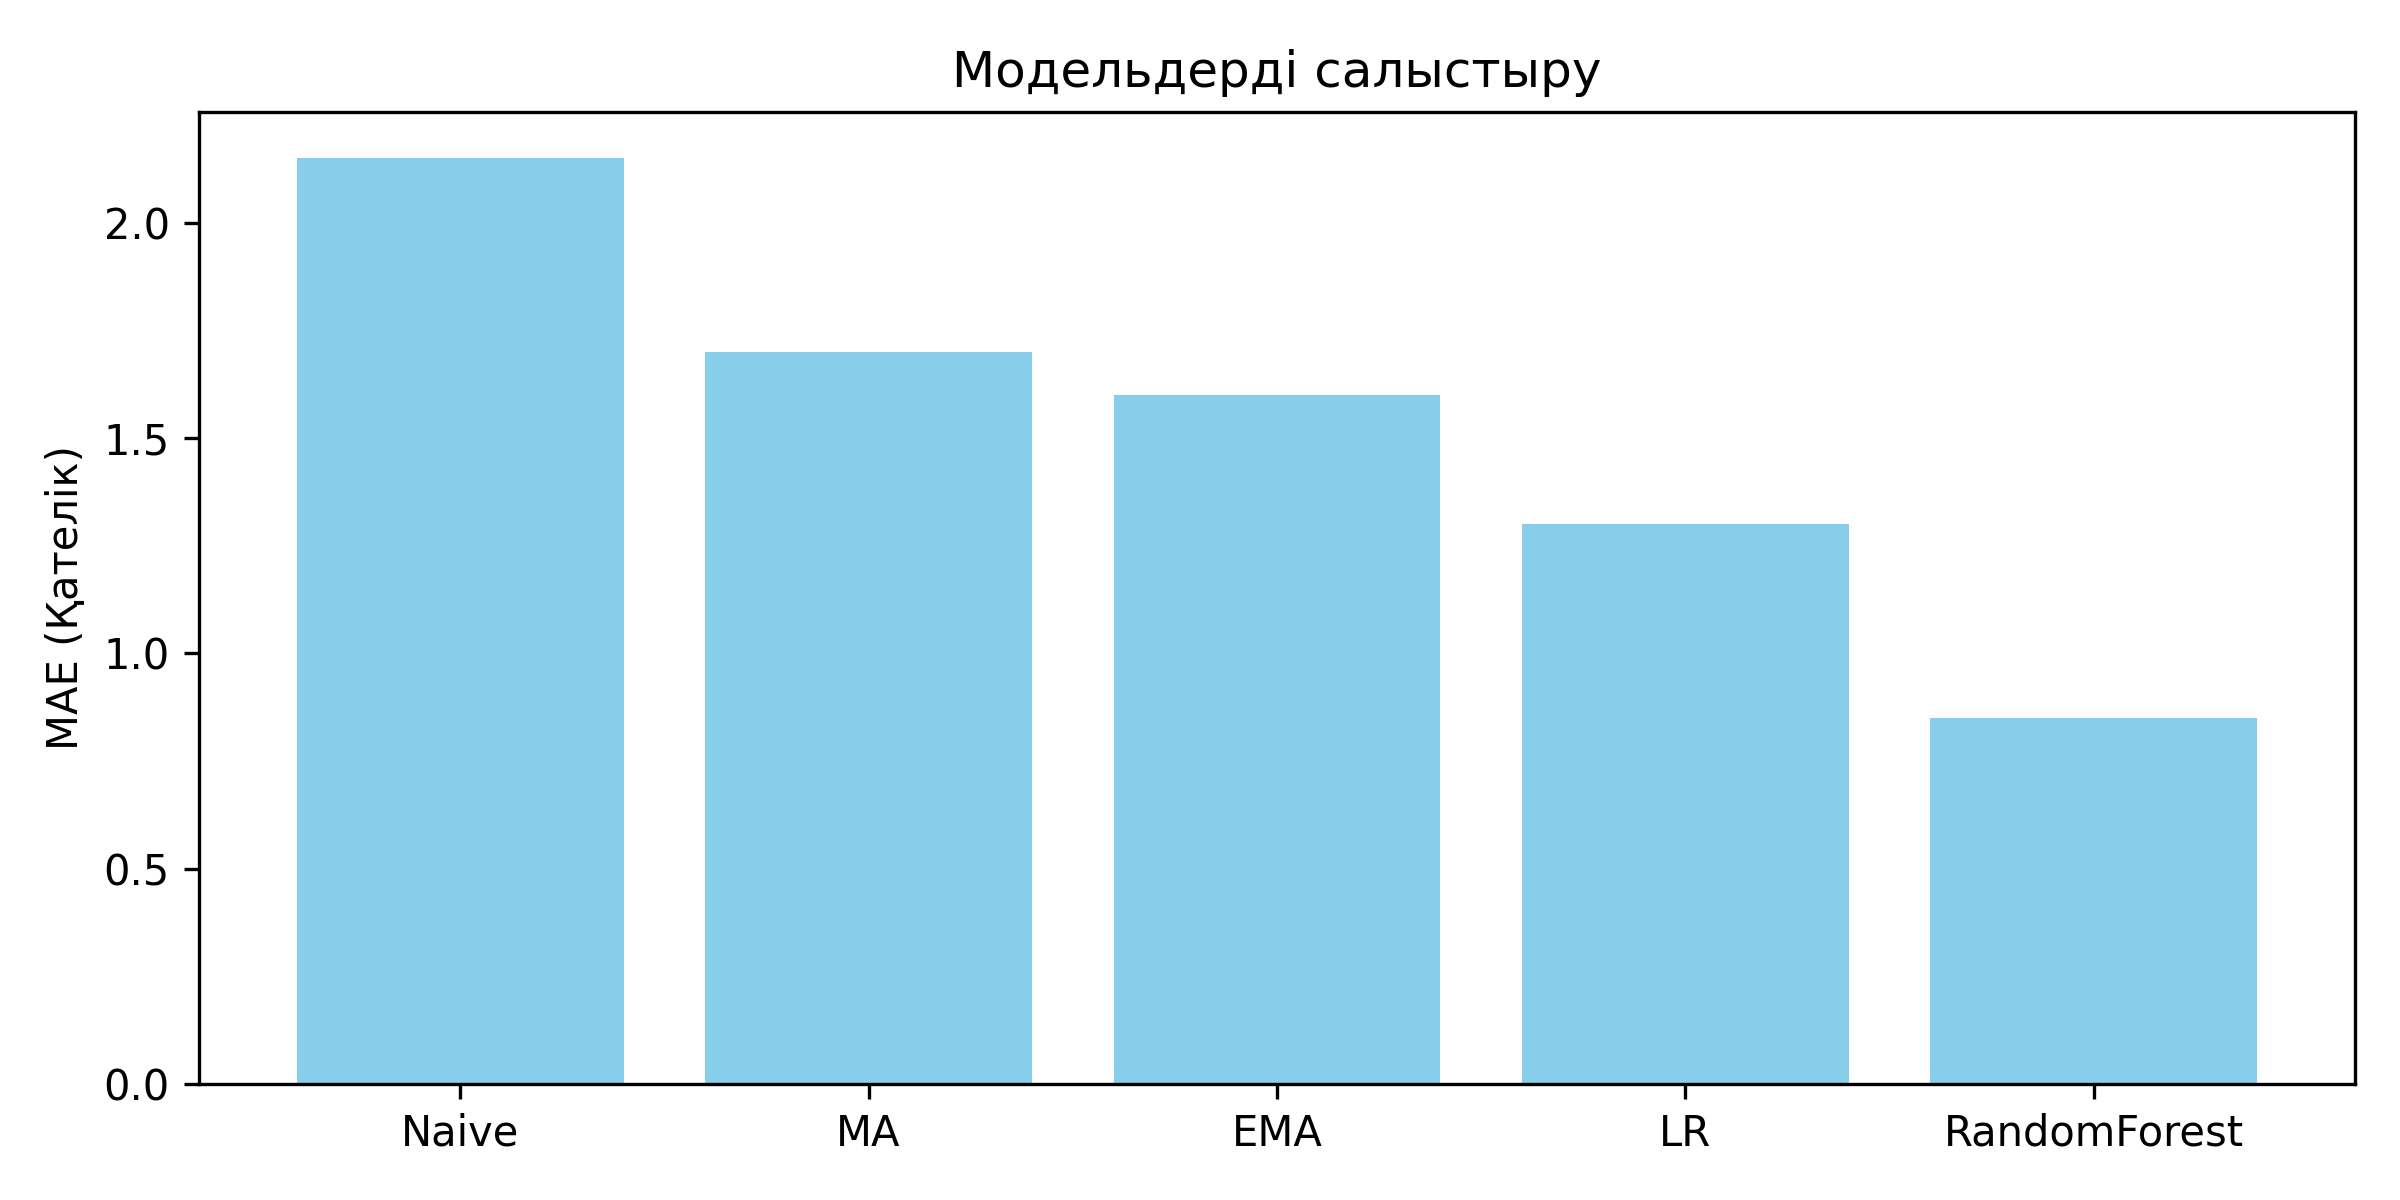 Модельдерді салыстыру
MAE (Қателік)
2.0
1.5
1.0
0.5
0.0
Naive
MA
EMA
LR
RandomForest